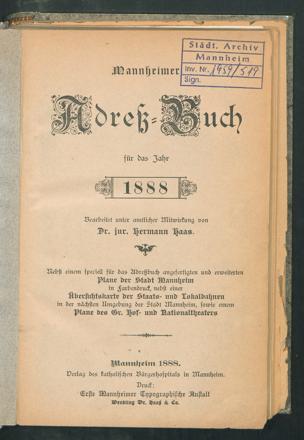 Städt. Archiv
Mannheim
Inv. Nr. 1959/519
Sign.
Mannheimer
Adreß-Buch
für das Jahr
1888
Bearbeitet unter amtlicher Mitwirkung von
Dr. jur. Hermann Haas.
Nebst einem speciell für das Adreßbuch angefertigten und erweiterten
Plane der Stadt Mannheim
in Farbendruck, nebst einer
Übersichtskarte der Staats- und Lokalbahnen
in der nächsten Umgebung der Stadt Mannheim, sowie einem
Plane des Gr. Hof- und Nationaltheaters
Mannheim 1888.
Verlag des katholischen Bürgerhospitals in Mannheim.
Druck:
Erste Mannheimer Typographische Anstalt
Wendling Dr. Haas & Co.